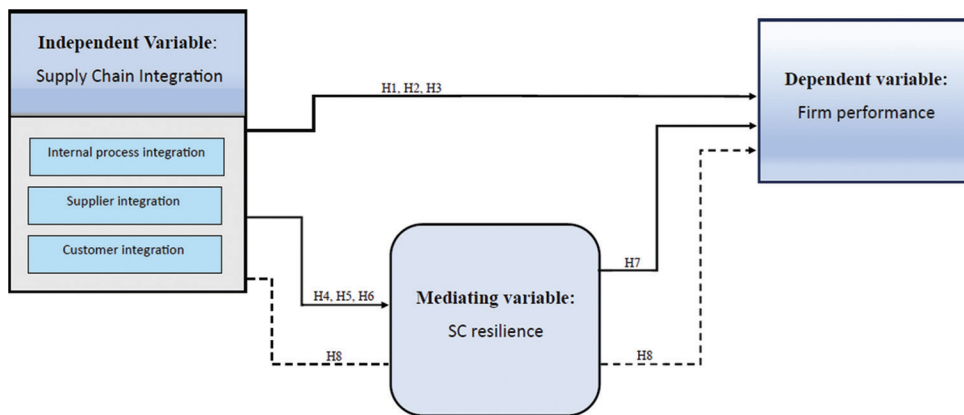 Independent Variable:
Supply Chain Integration
Internal process integration
Supplier integration
Customer integration
H1, H2, H3
Dependent variable:
Firm performance
H4, H5, H6
H8
Mediating variable:
SC resilience
H7
H8